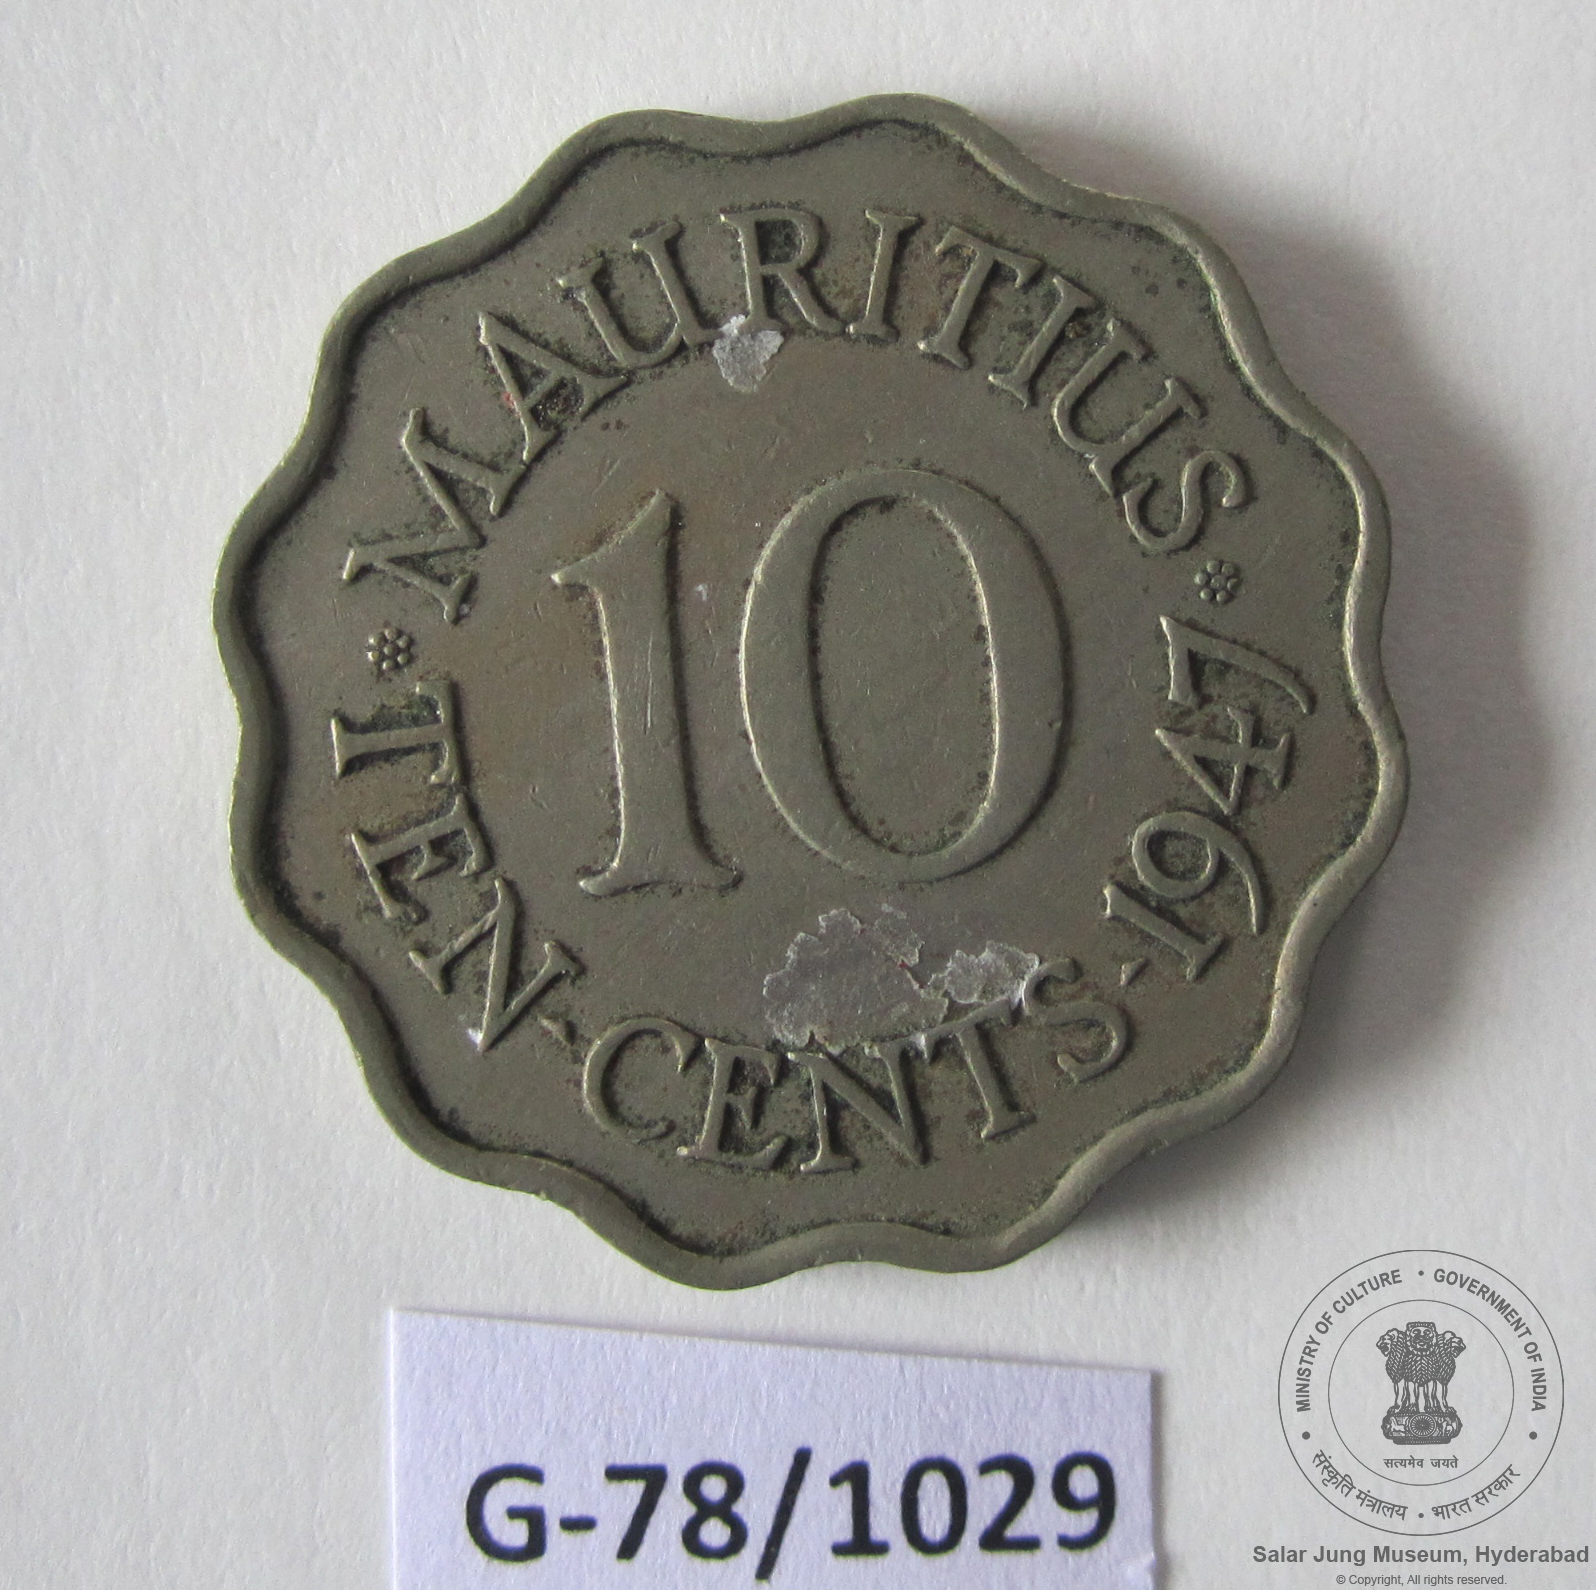 MAURITIUS
10
TEN · CENTS · 1947
G-78/1029
MINISTRY OF CULTURE • GOVERNMENT OF INDIA
सत्यमेव जयते
संस्कृति मंत्रालय • भारत सरकार
Salar Jung Museum, Hyderabad
© Copyright, All rights reserved.